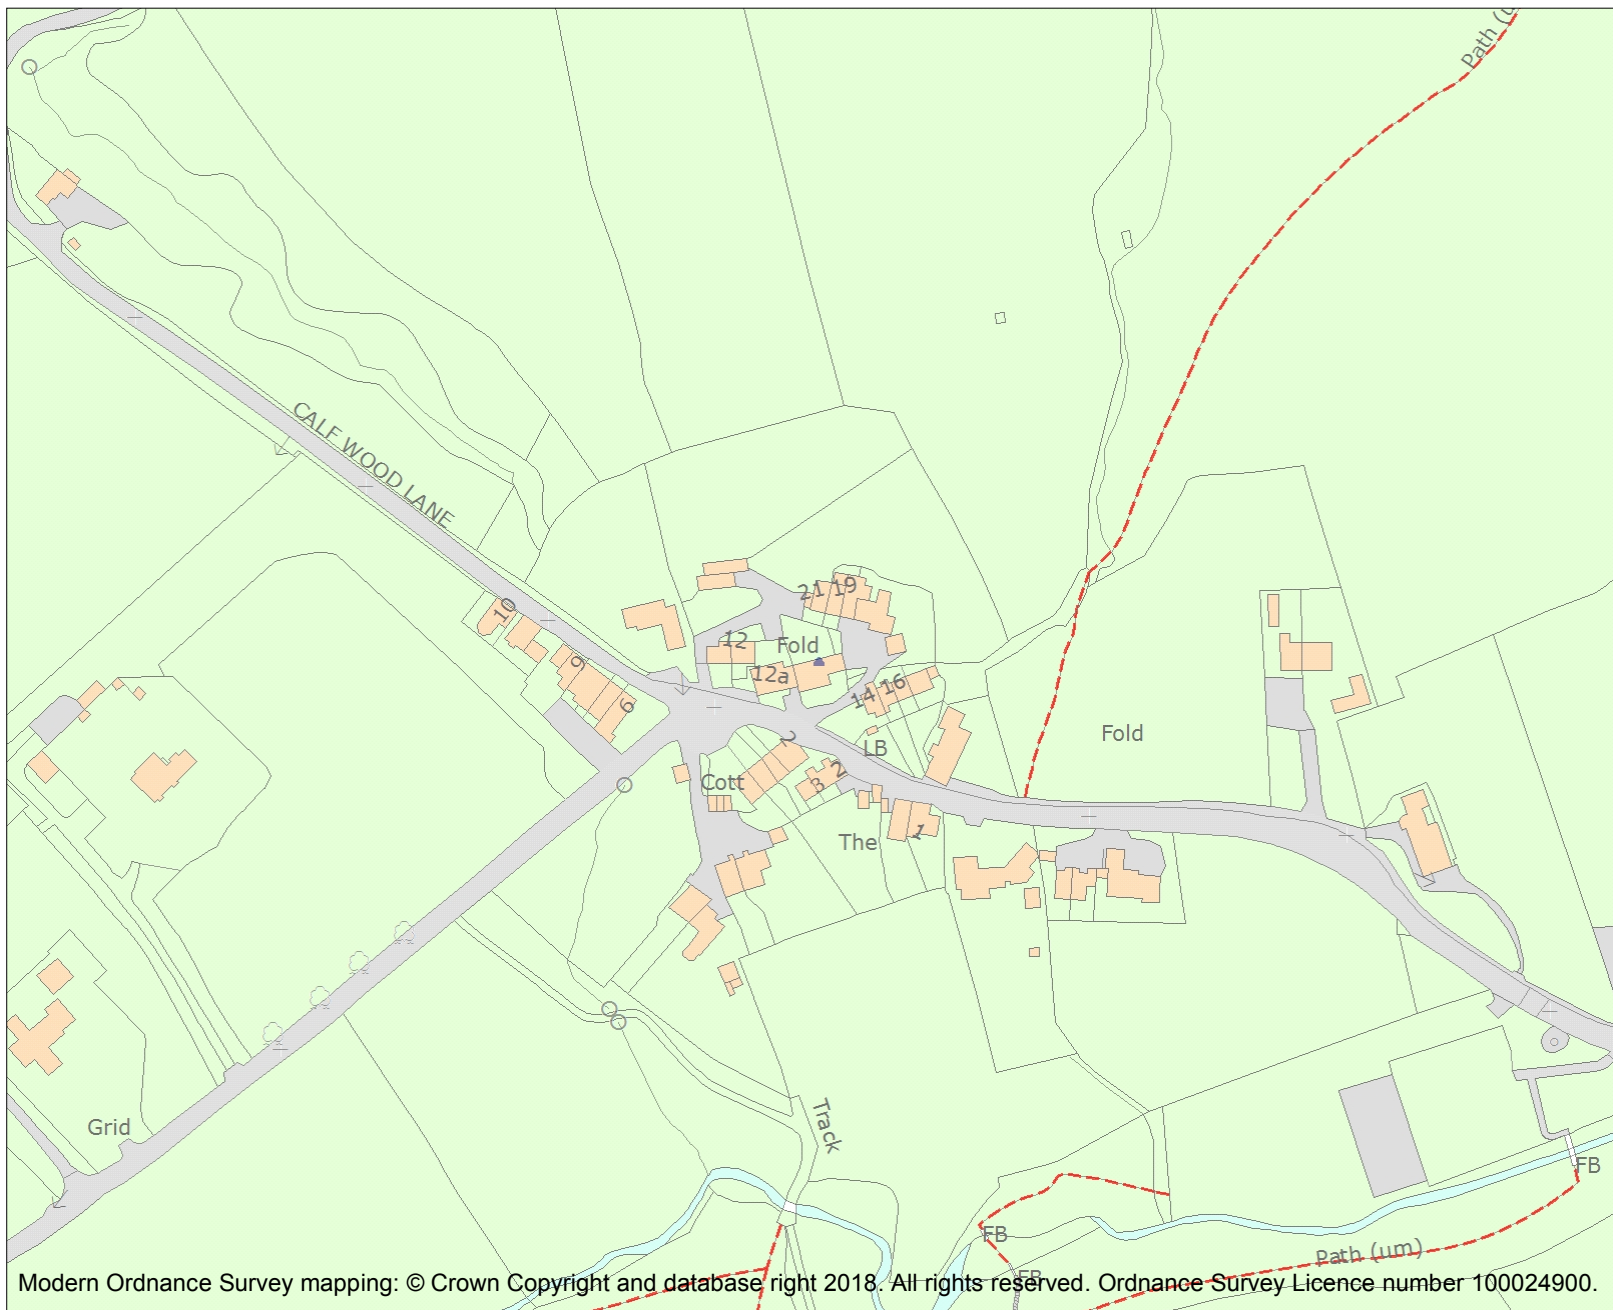 Path (u
CALF WOOD LANE
10
9
6
21 19
12
Fold
12a
14 16
2
LB
Cott
2
3
The
1
Fold
Grid
Track
FB
FB
Path (um)
FB
Modern Ordnance Survey mapping: © Crown Copyright and database right 2018. All rights reserved. Ordnance Survey Licence number 100024900.